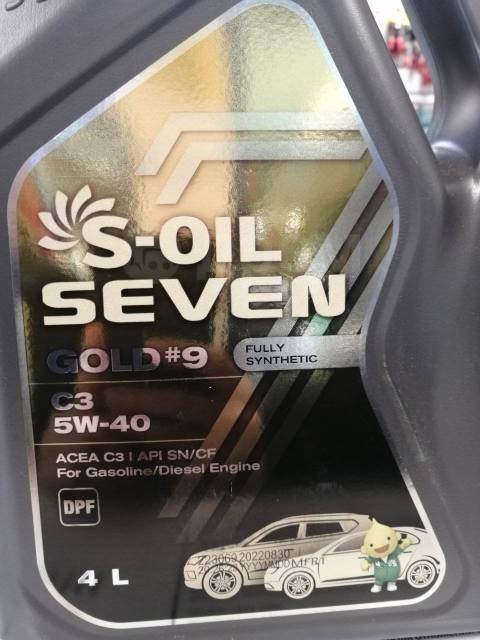 S-OIL
SEVEN
GOLD #9
FULLY
SYNTHETIC
C3
5W-40
ACEA C3 I API SN/CF
For Gasoline/Diesel Engine
DPF
20220830
4 L